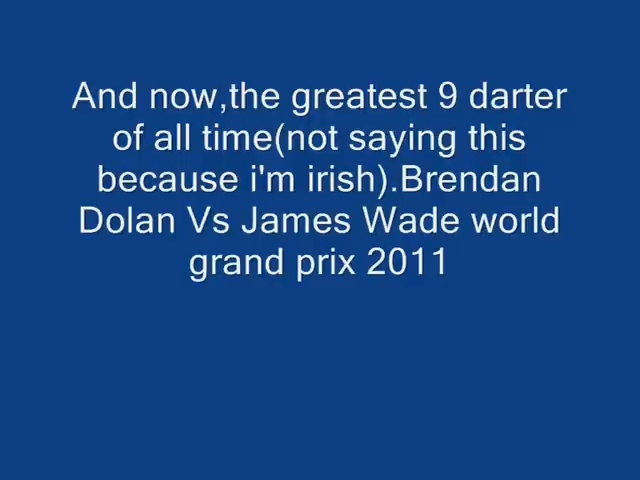 And now,the greatest 9 darter
of all time(not saying this
because i'm irish).Brendan
Dolan Vs James Wade world
grand prix 2011